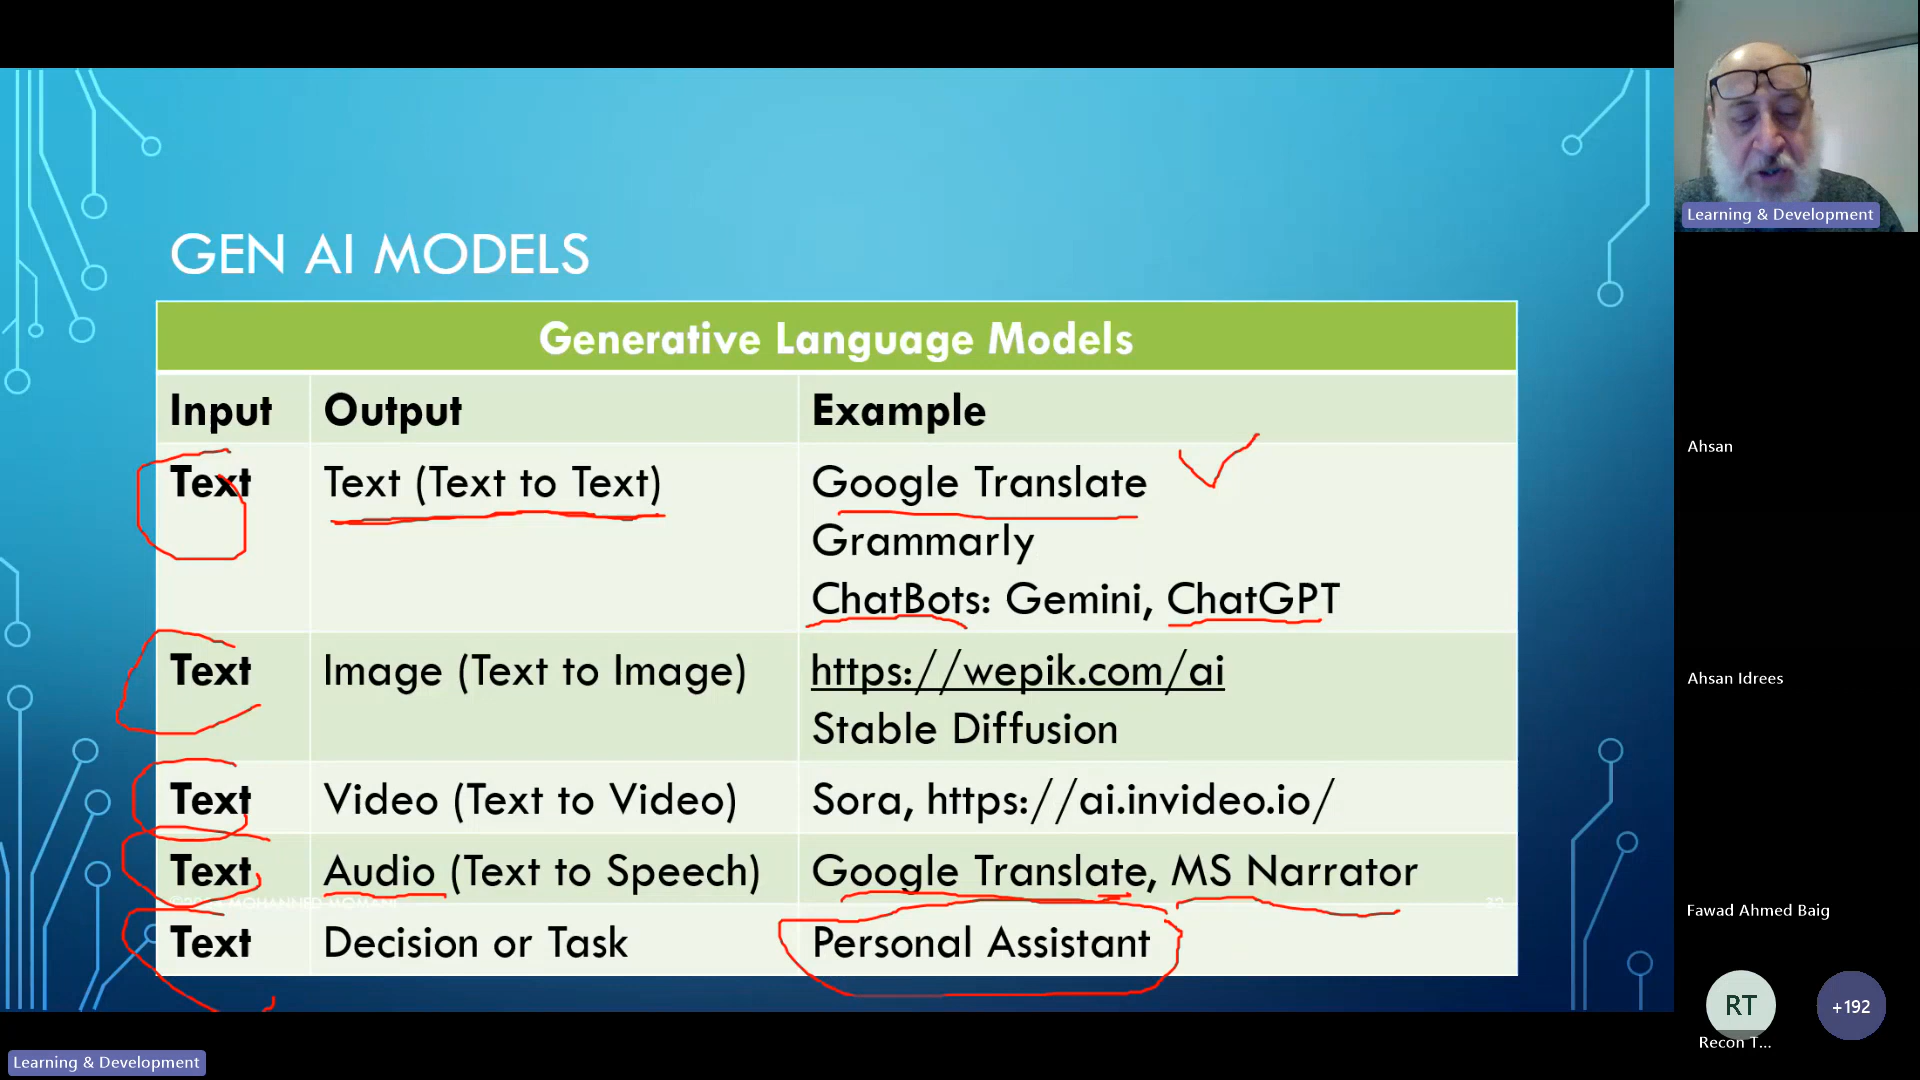 GEN AI MODELS
Generative Language Models
Input Output Example
Text Text (Text to Text) Google Translate
Grammarly
ChatBots: Gemini, ChatGPT
Text Image (Text to Image) https://wepik.com/ai
Stable Diffusion
Text Video (Text to Video) Sora, https://ai.invideo.io/
Text Audio (Text to Speech) Google Translate, MS Narrator
MOHANNED MOMANI
Text Decision or Task Personal Assistant
Learning & Development
Learning & Development
Ahsan
Ahsan Idrees
Fawad Ahmed Baig
RT
+192
Recon T...